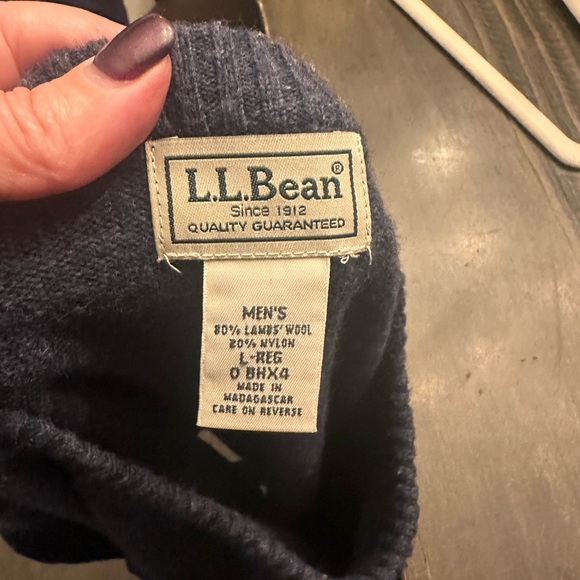 L.L.Bean®
Since 1912
QUALITY GUARANTEED
MEN'S
80% LAMBS' WOOL
20% NYLON
L-REG
0 BHX4
MADE IN
MADAGASCAR
CARE ON REVERSE